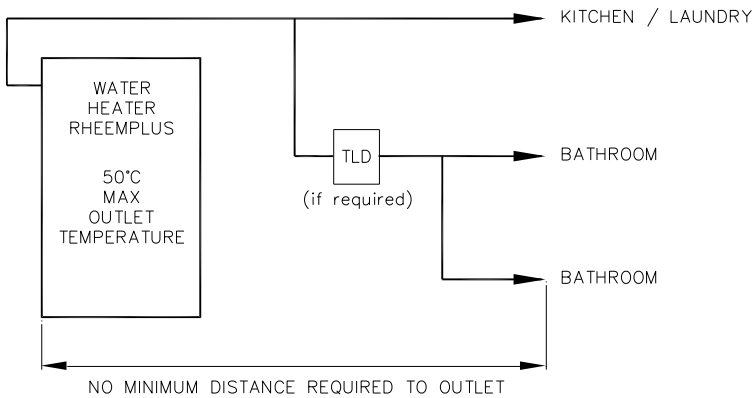 KITCHEN / LAUNDRY
WATER
HEATER
RHEEMPLUS
50°C
MAX
OUTLET
TEMPERATURE
TLD
(if required)
BATHROOM
BATHROOM
NO MINIMUM DISTANCE REQUIRED TO OUTLET